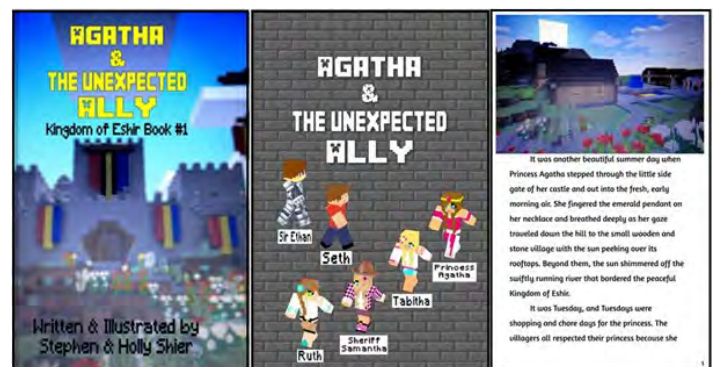 AGATHA
&
THE UNEXPECTED
ALLY
Kingdom of Eshir Book #1
Written & Illustrated by
Stephen & Holly Shier
AGATHA
&
THE UNEXPECTED
ALLY
Sir Ethan
Seth
Princess
Agatha
Tabitha
Sheriff
Samantha
Ruth
It was another beautiful summer day when
Princess Agatha stepped through the little side
gate of her castle and out into the fresh, early
morning air. She fingered the emerald pendant on
her necklace and breathed deeply as her gaze
traveled down the hill to the small wooden and
stone village with the sun peeking over its
rooftops. Beyond them, the sun shimmered off the
swiftly running river that bordered the peaceful
Kingdom of Eshir.
It was Tuesday, and Tuesdays were
shopping and chore days for the princess. The
villagers all respected their princess because she
1